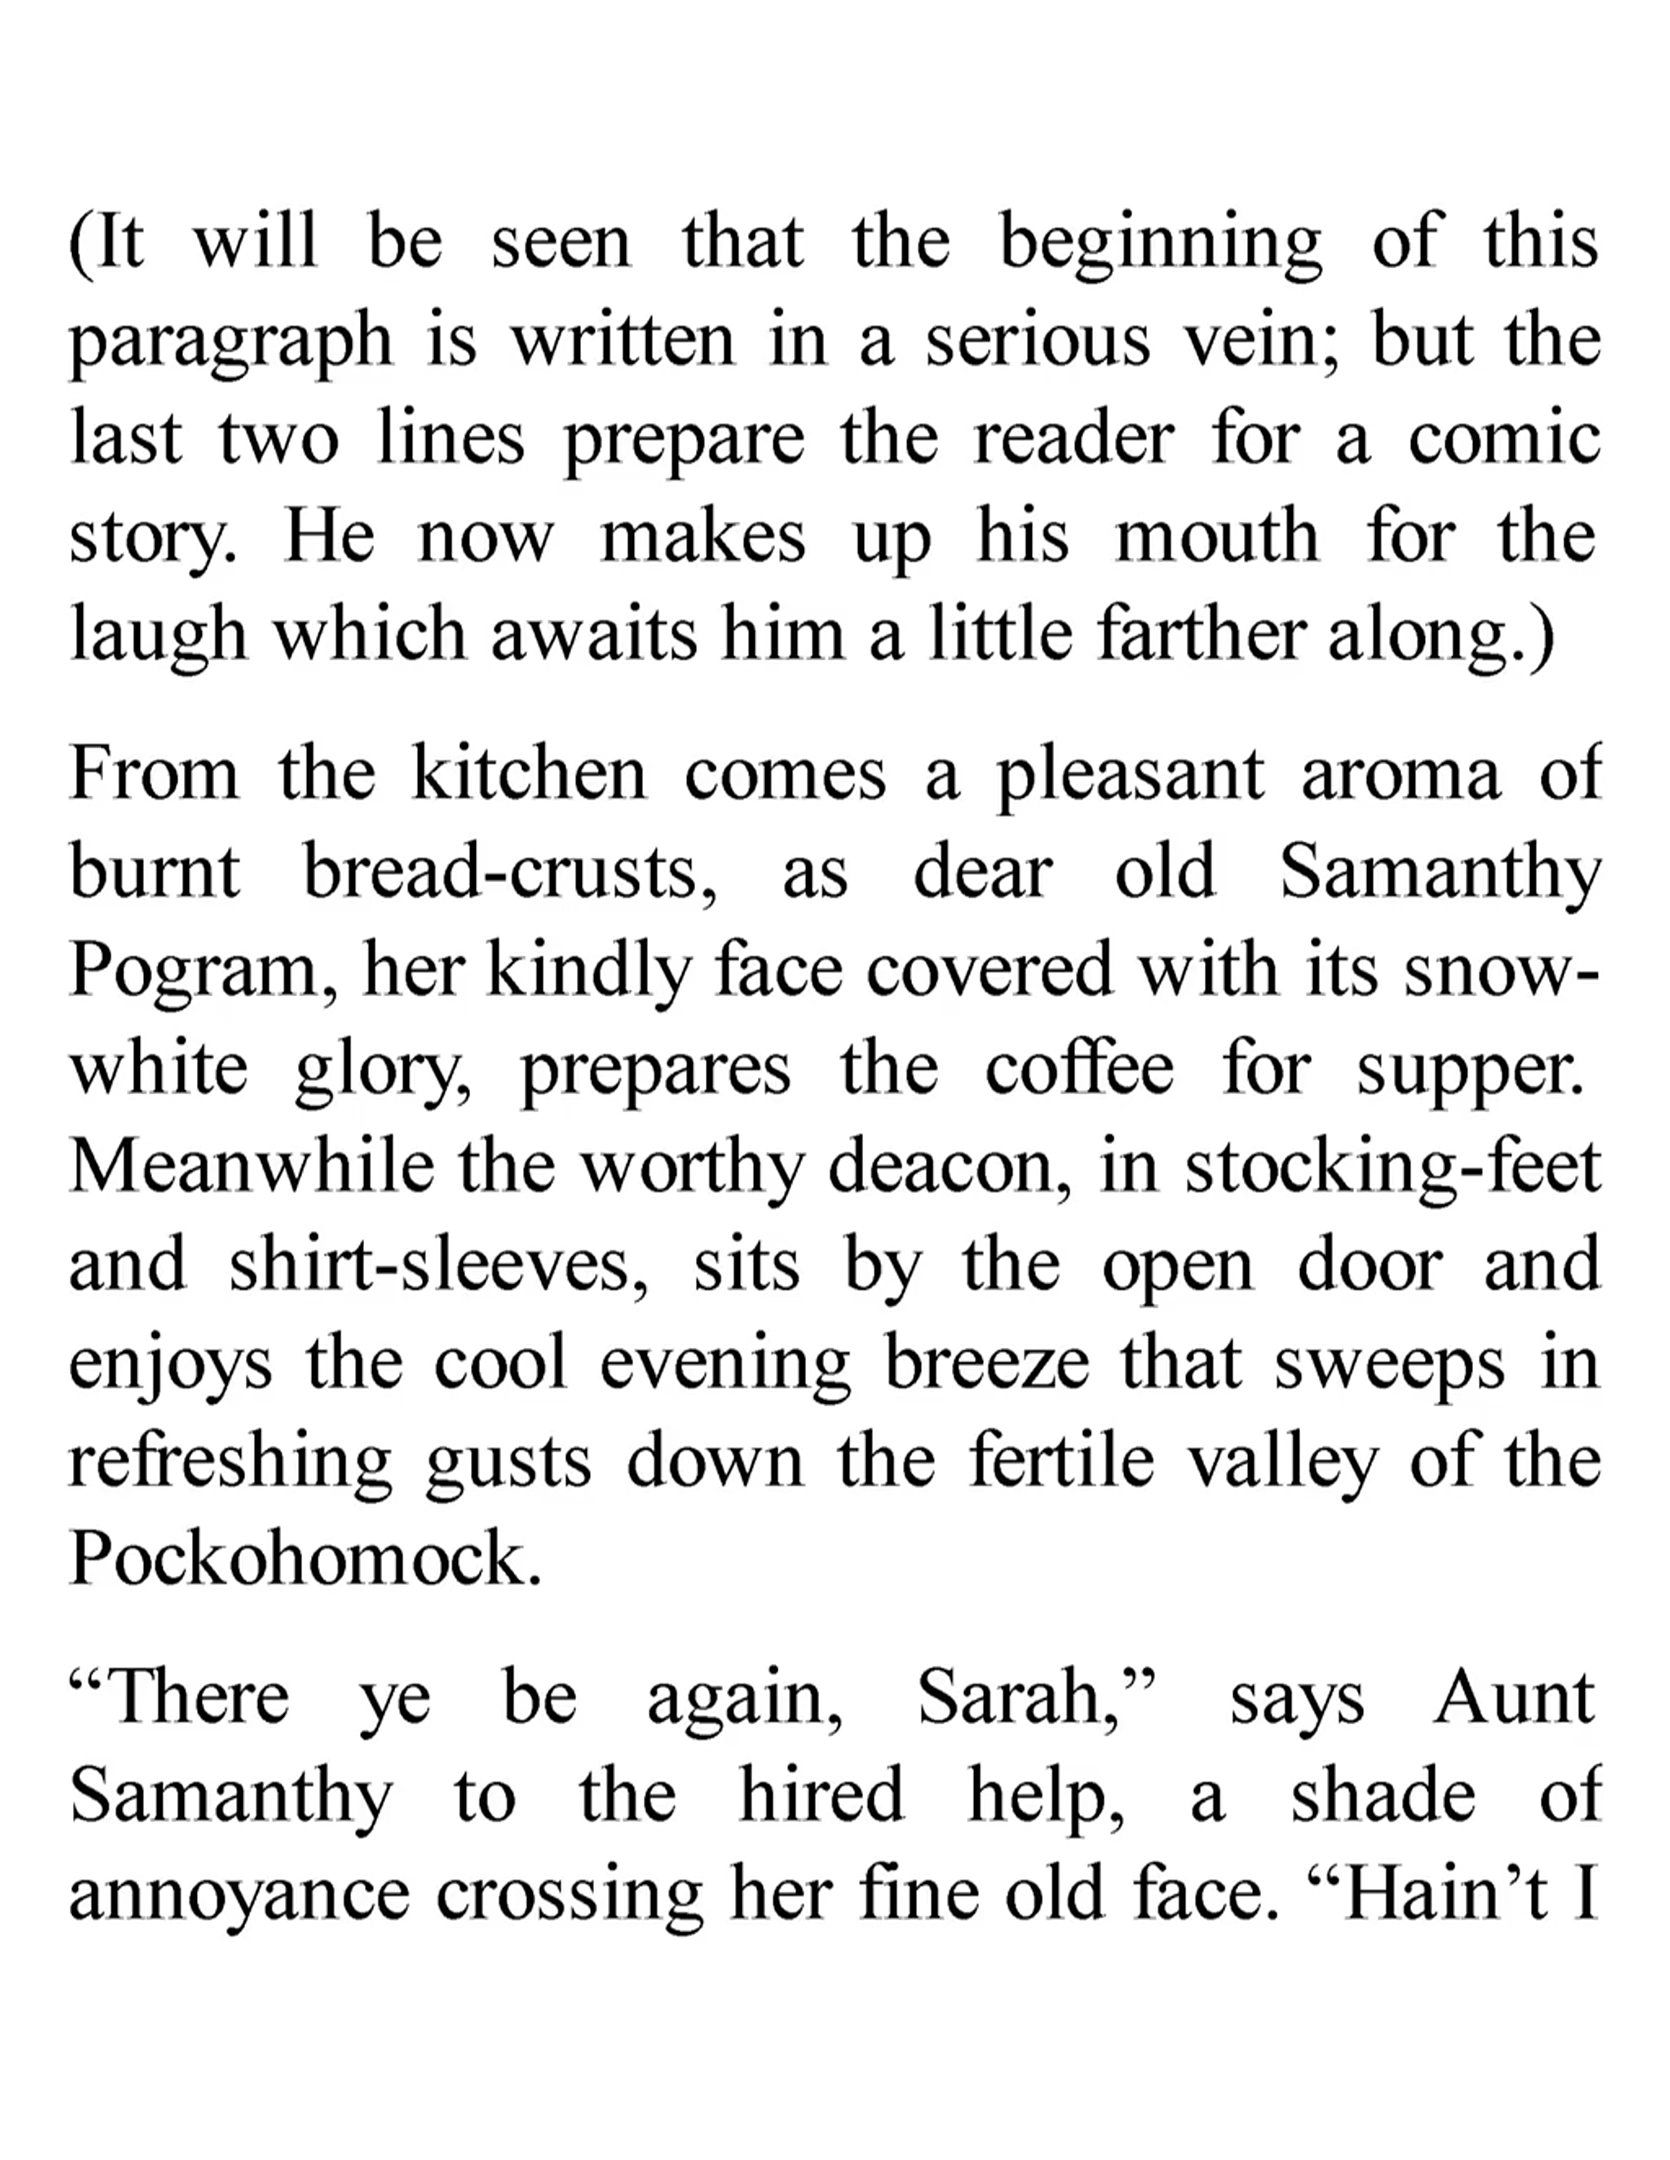 (It will be seen that the beginning of this
paragraph is written in a serious vein; but the
last two lines prepare the reader for a comic
story. He now makes up his mouth for the
laugh which awaits him a little farther along.)
From the kitchen comes a pleasant aroma of
burnt bread-crusts, as dear old Samanthy
Pogram, her kindly face covered with its snow-
white glory, prepares the coffee for supper.
Meanwhile the worthy deacon, in stocking-feet
and shirt-sleeves, sits by the open door and
enjoys the cool evening breeze that sweeps in
refreshing gusts down the fertile valley of the
Pockohomock.
“There ye be again, Sarah,” says Aunt
Samanthy to the hired help, a shade of
annoyance crossing her fine old face. “Hain’t I